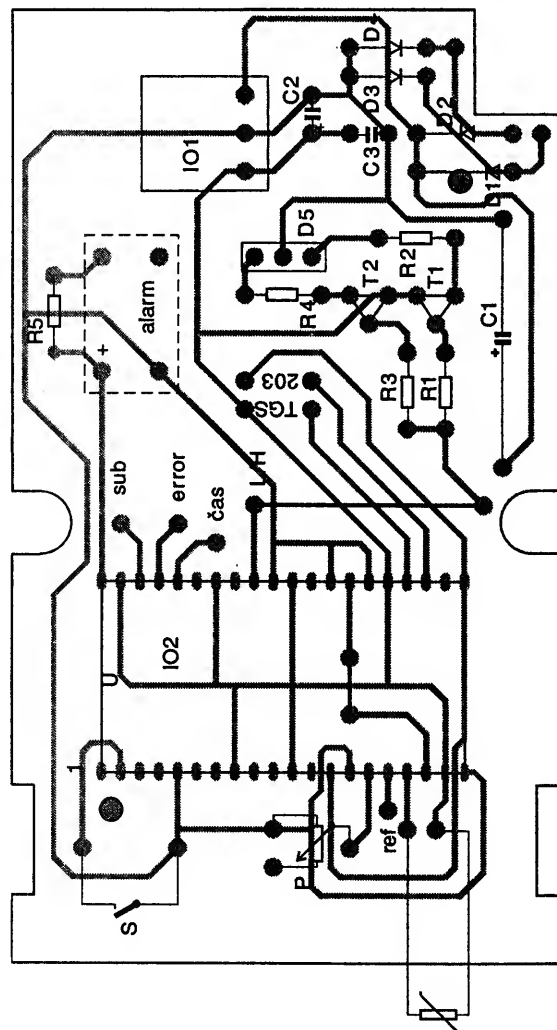 D4
C2
D3
IO1
D2
C3
D1
D5
R5
alarm
+
T2
R2
R4
T1
C1
+
203
TGS
R3
R1
sub
error
čas
L/H
IO2
U
1
ref
P
S